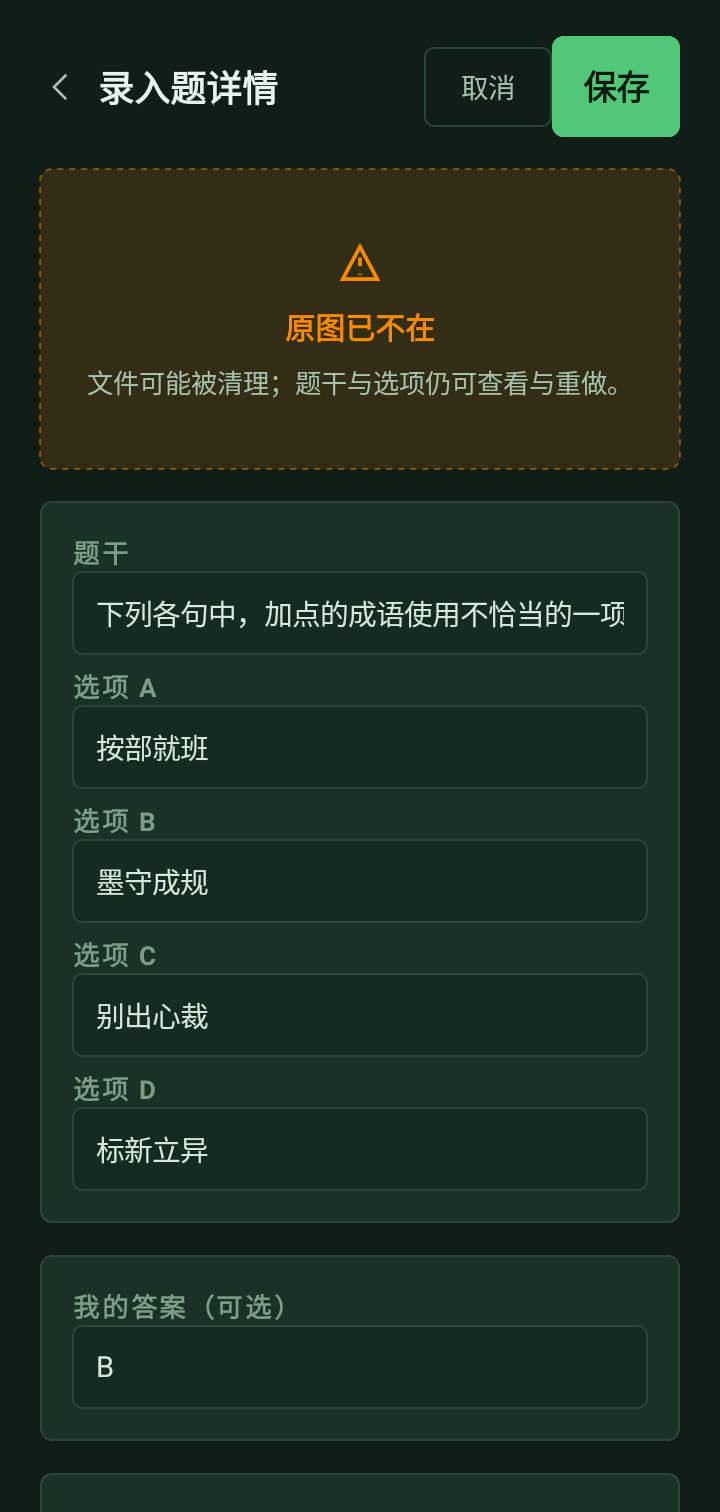 录入题详情
取消
保存
原图已不在
文件可能被清理；题干与选项仍可查看与重做。
题干
下列各句中，加点的成语使用不恰当的一项
选项 A
按部就班
选项 B
墨守成规
选项 C
别出心裁
选项 D
标新立异
我的答案（可选）
B